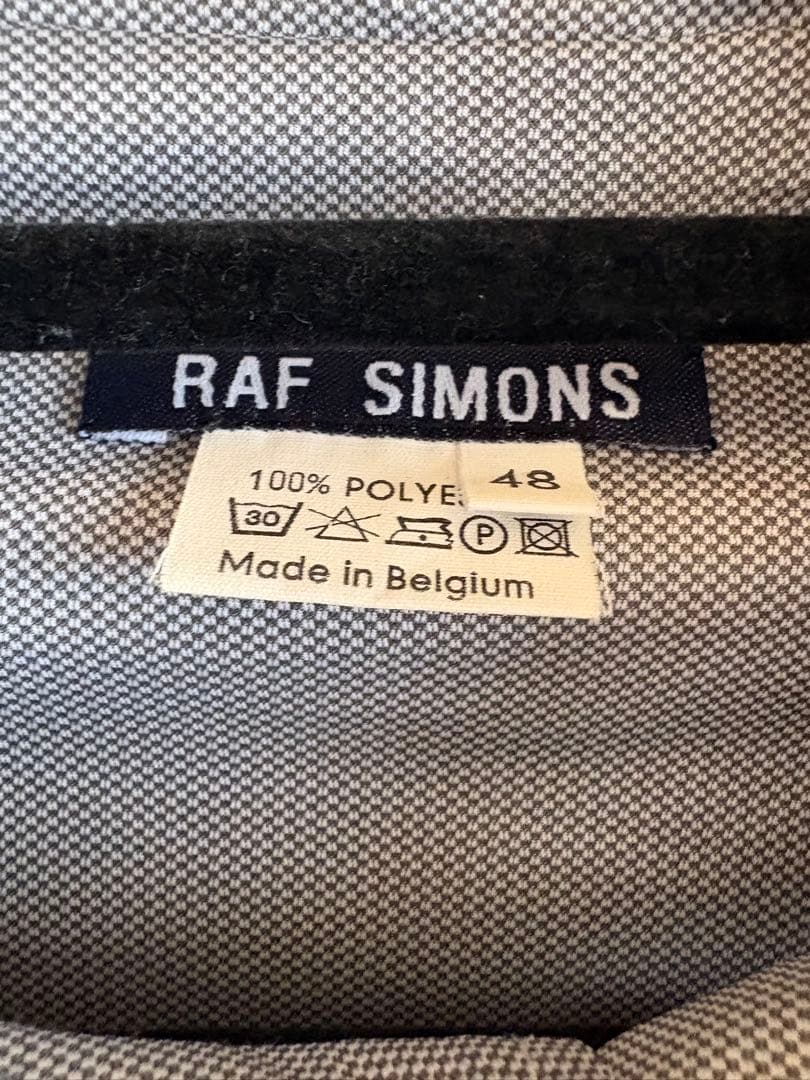 RAF SIMONS
48
100% POLYE
30 P
Made in Belgium